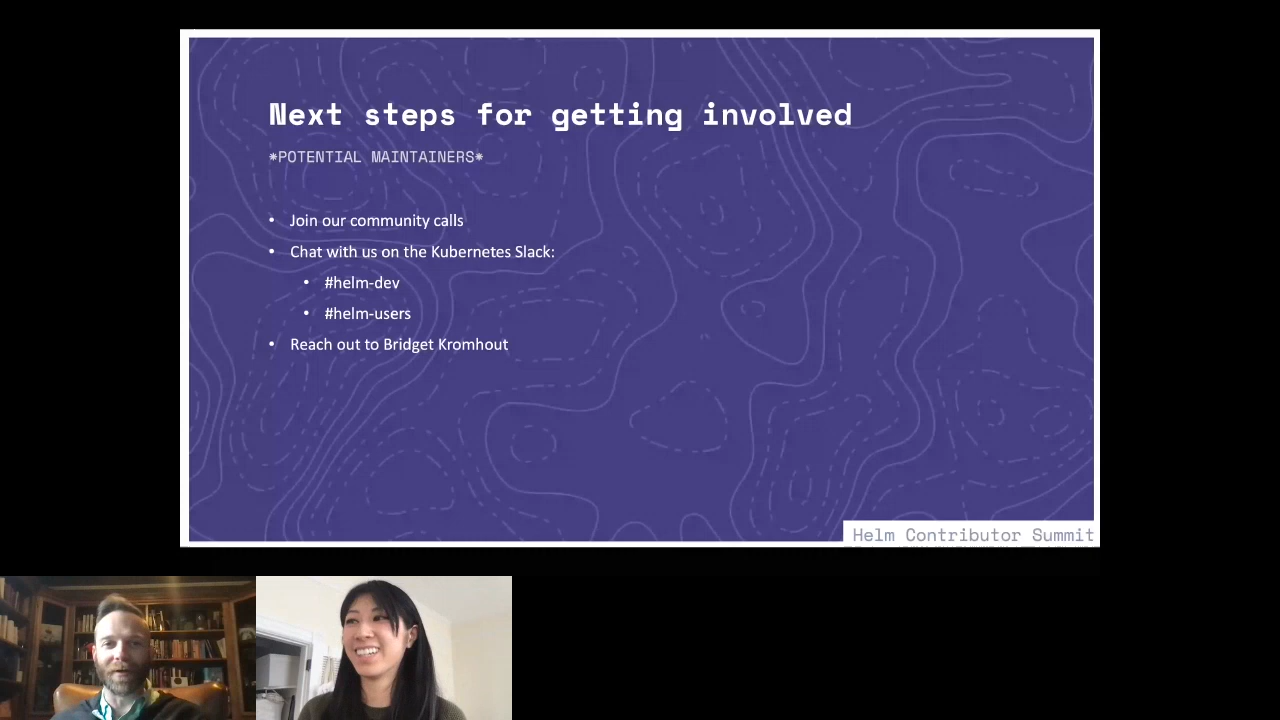 Next steps for getting involved
*POTENTIAL MAINTAINERS*
• Join our community calls
• Chat with us on the Kubernetes Slack:
• #helm-dev
• #helm-users
• Reach out to Bridget Kromhout
Helm Contributor Summit